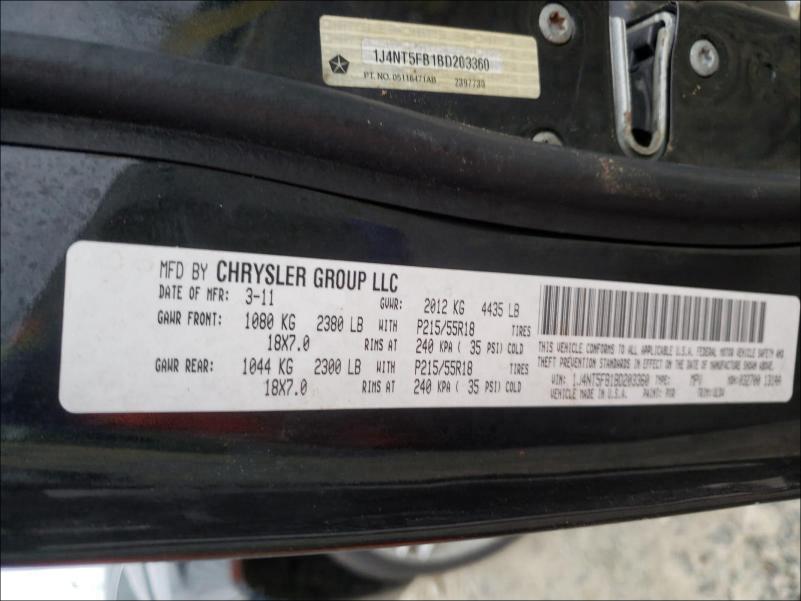 1J4NT5FB1BD203360
PT. NO. 05116471AB 2397730
MFD BY CHRYSLER GROUP LLC
DATE OF MFR: 3-11 GVWR: 2012 KG 4435 LB
GAWR FRONT: 1080 KG 2380 LB WITH P215/55R18 TIRES
18X7.0 RIMS AT 240 KPA ( 35 PSI) COLD
GAWR REAR: 1044 KG 2300 LB WITH P215/55R18 TIRES
18X7.0 RIMS AT 240 KPA ( 35 PSI) COLD
THIS VEHICLE CONFORMS TO ALL APPLICABLE U.S.A. FEDERAL MOTOR VEHICLE SAFETY AND
THEFT PREVENTION STANDARDS IN EFFECT ON THE DATE OF MANUFACTURE SHOWN ABOVE
VIN: 1J4NT5FB1BD203360 TYPE: MPV MDH:
VEHICLE MADE IN U.S.A. PAINT: TRIM: